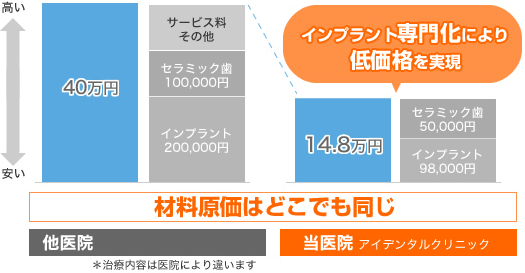 高い
安い
40万円
サービス料
その他
セラミック歯
100,000円
インプラント
200,000円
インプラント専門化により
低価格を実現
14.8万円
セラミック歯
50,000円
インプラント
98,000円
材料原価はどこでも同じ
他医院
当医院 アイデンタルクリニック
＊治療内容は医院により違います